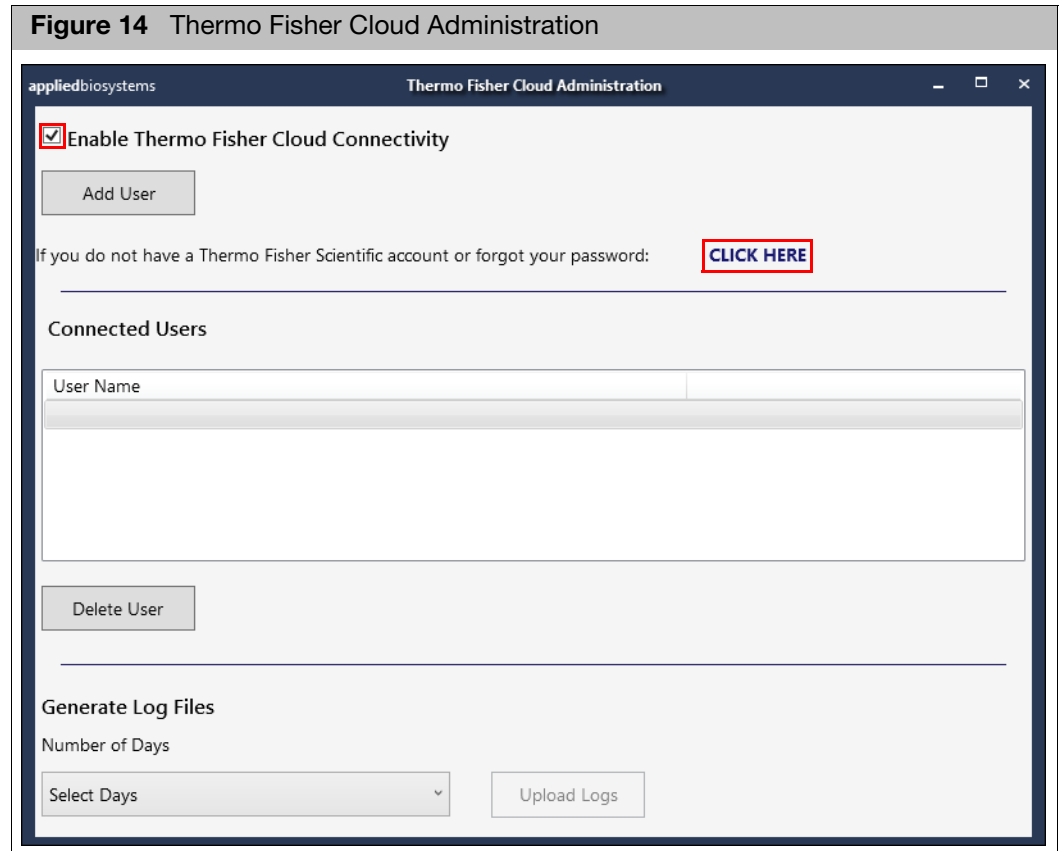 Figure 14 Thermo Fisher Cloud Administration
appliedbiosystems Thermo Fisher Cloud Administration
Enable Thermo Fisher Cloud Connectivity
Add User
If you do not have a Thermo Fisher Scientific account or forgot your password: CLICK HERE
Connected Users
User Name
Delete User
Generate Log Files
Number of Days
Select Days Upload Logs